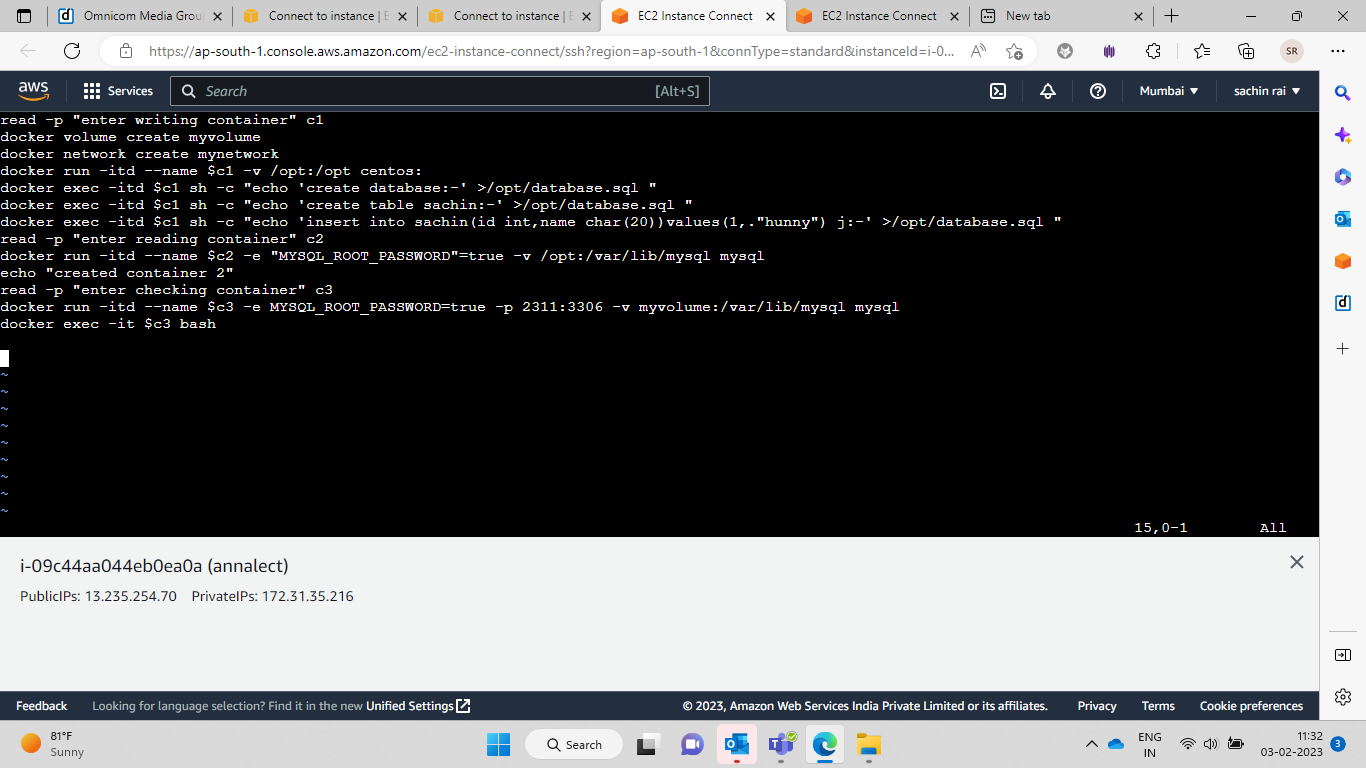 Omnicom Media Grou
Connect to instance | E
Connect to instance | E
EC2 Instance Connect
EC2 Instance Connect
New tab
https://ap-south-1.console.aws.amazon.com/ec2-instance-connect/ssh?region=ap-south-1&connType=standard&instanceId=i-0...
SR
aws
Services
Search
[Alt+S]
Mumbai
sachin rai
read -p "enter writing container" c1
docker volume create myvolume
docker network create mynetwork
docker run -itd --name $c1 -v /opt:/opt centos:
docker exec -itd $c1 sh -c "echo 'create database:-' >/opt/database.sql "
docker exec -itd $c1 sh -c "echo 'create table sachin:-' >/opt/database.sql "
docker exec -itd $c1 sh -c "echo 'insert into sachin(id int,name char(20))values(1,."hunny") j:-' >/opt/database.sql "
read -p "enter reading container" c2
docker run -itd --name $c2 -e "MYSQL_ROOT_PASSWORD"=true -v /opt:/var/lib/mysql mysql
echo "created container 2"
read -p "enter checking container" c3
docker run -itd --name $c3 -e MYSQL_ROOT_PASSWORD=true -p 2311:3306 -v myvolume:/var/lib/mysql mysql
docker exec -it $c3 bash
~
~
~
~
~
~
~
~
~
15,0-1 All
i-09c44aa044eb0ea0a (annalect)
PublicIPs: 13.235.254.70 PrivateIPs: 172.31.35.216
Feedback
Looking for language selection? Find it in the new Unified Settings
© 2023, Amazon Web Services India Private Limited or its affiliates.
Privacy
Terms
Cookie preferences
81°F
Sunny
Search
ENG
IN
11:32
03-02-2023
3